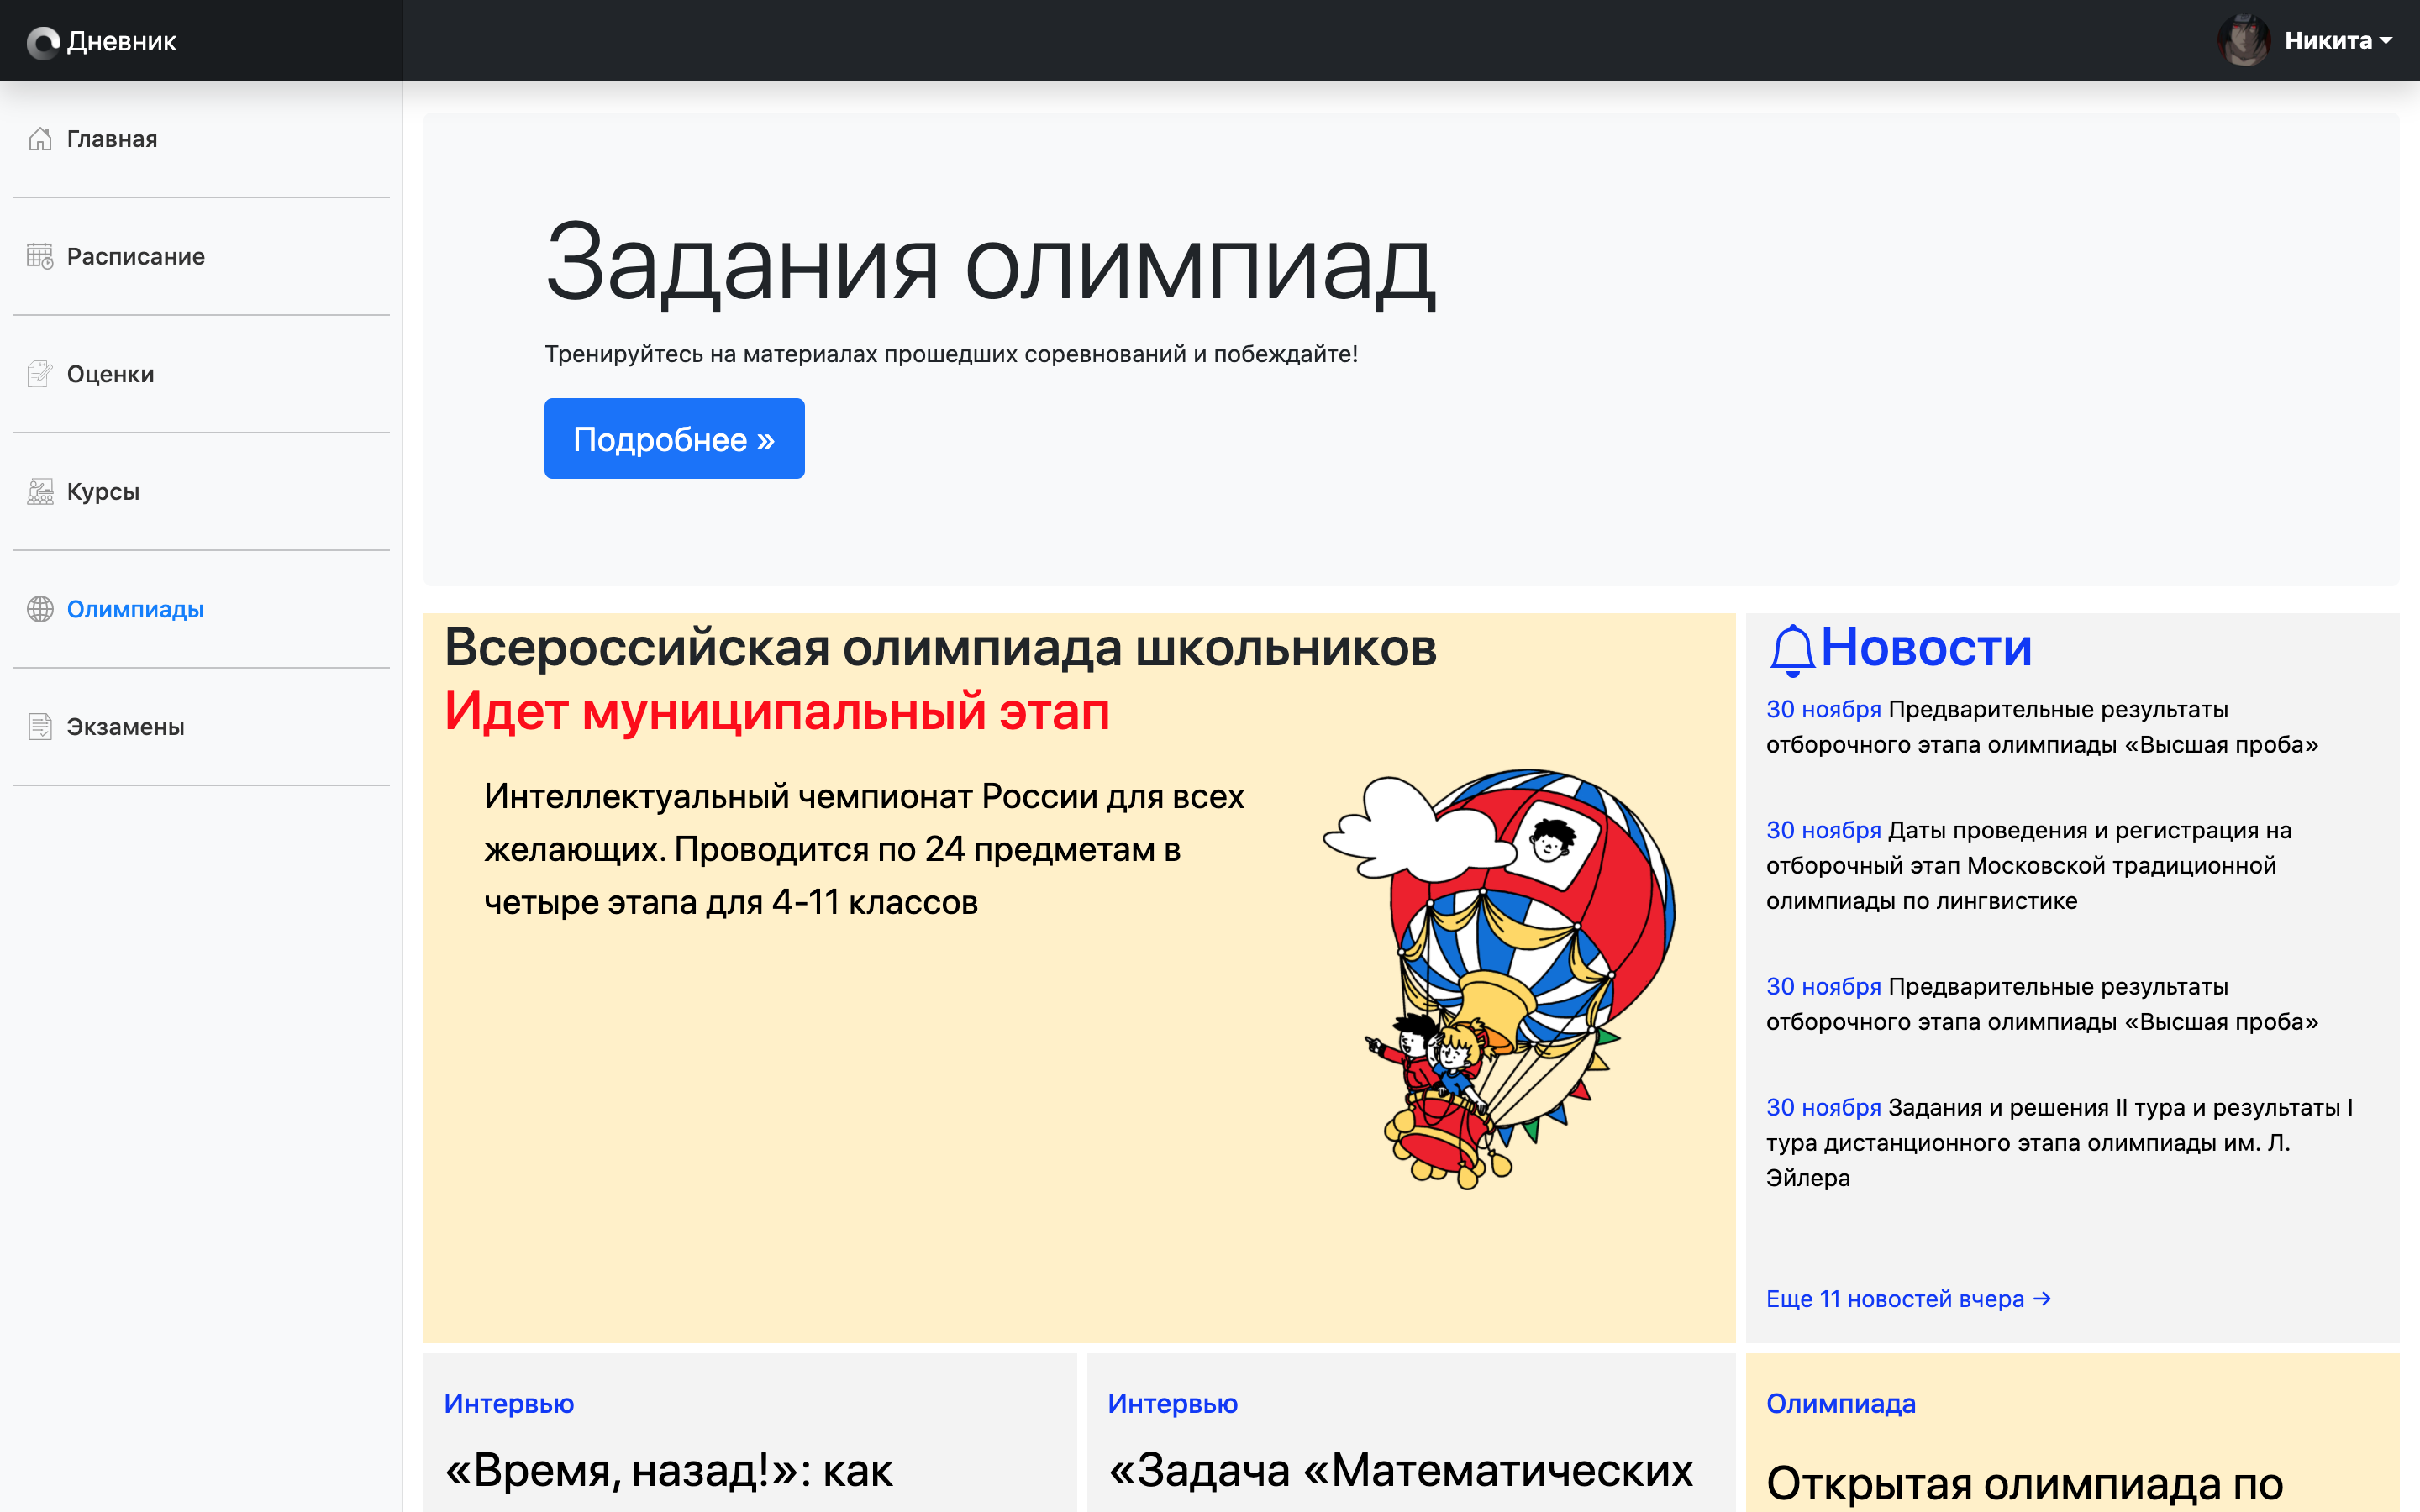 Дневник
Никита
Главная
Расписание
Оценки
Курсы
Олимпиады
Экзамены
Задания олимпиад
Тренируйтесь на материалах прошедших соревнований и побеждайте!
Подробнее »
Всероссийская олимпиада школьников
Идет муниципальный этап
Интеллектуальный чемпионат России для всех
желающих. Проводится по 24 предметам в
четыре этапа для 4-11 классов
Новости
30 ноября Предварительные результаты
отборочного этапа олимпиады «Высшая проба»
30 ноября Даты проведения и регистрация на
отборочный этап Московской традиционной
олимпиады по лингвистике
30 ноября Предварительные результаты
отборочного этапа олимпиады «Высшая проба»
30 ноября Задания и решения II тура и результаты I
тура дистанционного этапа олимпиады им. Л.
Эйлера
Еще 11 новостей вчера →
Интервью
«Время, назад!»: как
Интервью
«Задача «Математических
Олимпиада
Открытая олимпиада по